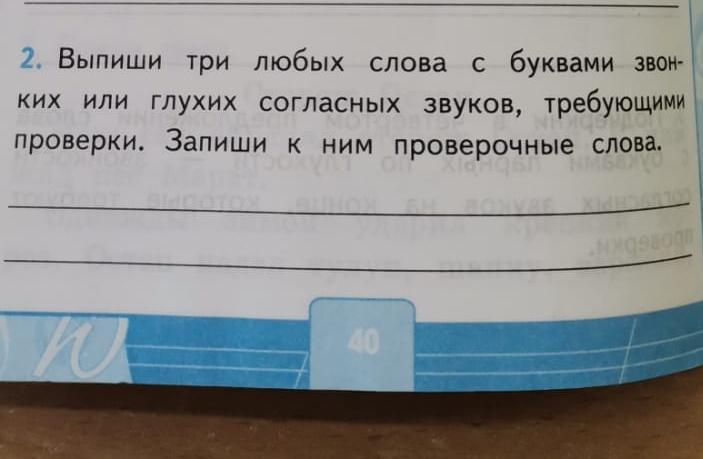 2. Выпиши три любых слова с буквами звон-
ких или глухих согласных звуков, требующими
проверки. Запиши к ним проверочные слова.
40